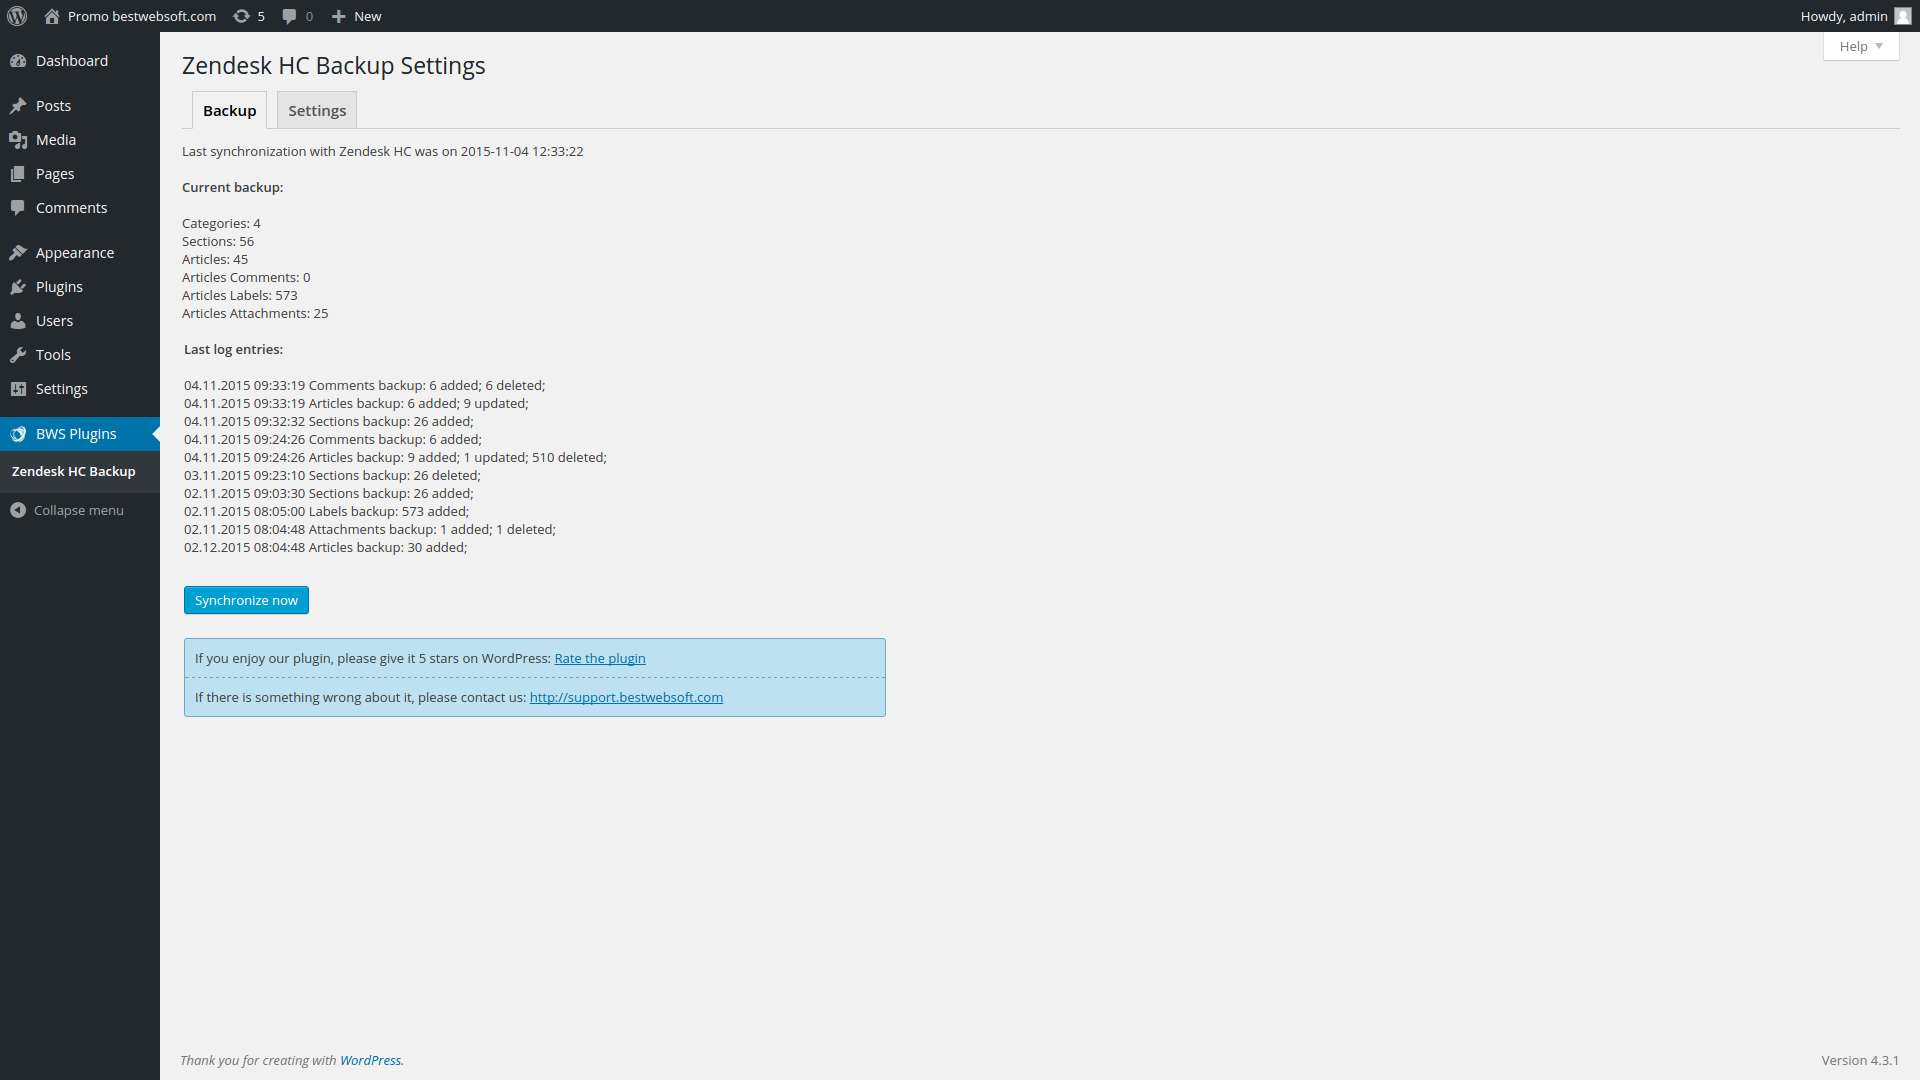 Promo bestwebsoft.com 5 0 New Howdy, admin
Help
Dashboard
Posts
Media
Pages
Comments
Appearance
Plugins
Users
Tools
Settings
BWS Plugins
Zendesk HC Backup
Collapse menu
Zendesk HC Backup Settings
Backup Settings
Last synchronization with Zendesk HC was on 2015-11-04 12:33:22
Current backup:
Categories: 4
Sections: 56
Articles: 45
Articles Comments: 0
Articles Labels: 573
Articles Attachments: 25
Last log entries:
04.11.2015 09:33:19 Comments backup: 6 added; 6 deleted;
04.11.2015 09:33:19 Articles backup: 6 added; 9 updated;
04.11.2015 09:32:32 Sections backup: 26 added;
04.11.2015 09:24:26 Comments backup: 6 added;
04.11.2015 09:24:26 Articles backup: 9 added; 1 updated; 510 deleted;
03.11.2015 09:23:10 Sections backup: 26 deleted;
02.11.2015 09:03:30 Sections backup: 26 added;
02.11.2015 08:05:00 Labels backup: 573 added;
02.11.2015 08:04:48 Attachments backup: 1 added; 1 deleted;
02.12.2015 08:04:48 Articles backup: 30 added;
Synchronize now
If you enjoy our plugin, please give it 5 stars on WordPress: Rate the plugin
If there is something wrong about it, please contact us: http://support.bestwebsoft.com
Thank you for creating with WordPress.
Version 4.3.1